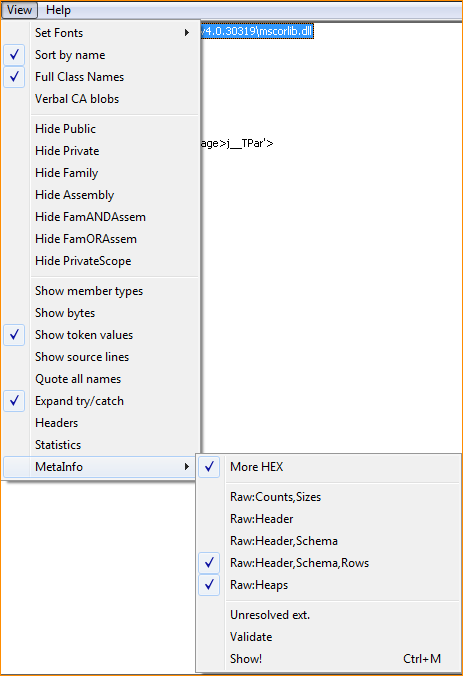 View Help
v4.0.30319\mscorlib.dll
Set Fonts
Sort by name
Full Class Names
Verbal CA blobs
Hide Public
age>j__TPar'>
Hide Private
Hide Family
Hide Assembly
Hide FamANDAssem
Hide FamORAssem
Hide PrivateScope
Show member types
Show bytes
Show token values
Show source lines
Quote all names
Expand try/catch
Headers
Statistics
MetaInfo
More HEX
Raw:Counts,Sizes
Raw:Header
Raw:Header,Schema
Raw:Header,Schema,Rows
Raw:Heaps
Unresolved ext.
Validate
Show! Ctrl+M